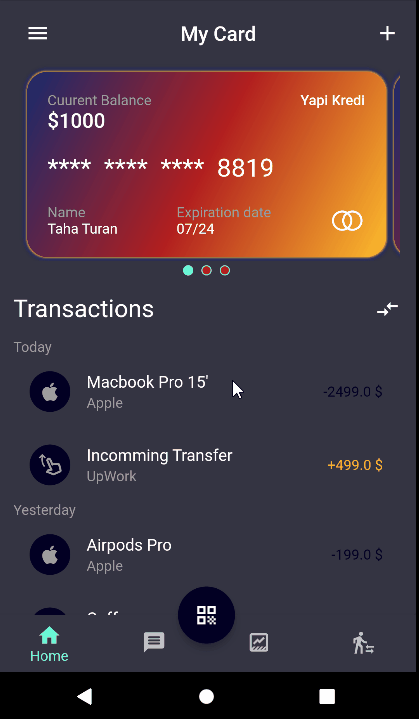 My Card
Cuurent Balance
Yapi Kredi
$1000
**** **** **** 8819
Name
Expiration date
Taha Turan
07/24
Transactions
Today
Macbook Pro 15'
-2499.0 $
Apple
Incomming Transfer
+499.0 $
UpWork
Yesterday
Airpods Pro
-199.0 $
Apple
Home